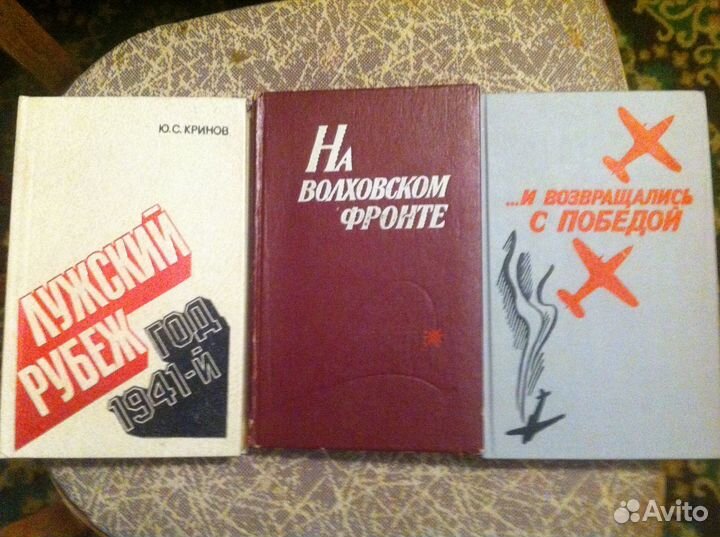 Ю.С. КРИНОВ
ЛУЖСКИЙ
РУБЕЖ
ГОД
1941-Й
НА
ВОЛХОВСКОМ
ФРОНТЕ
...И ВОЗВРАЩАЛИСЬ
С ПОБЕДОЙ
Avito